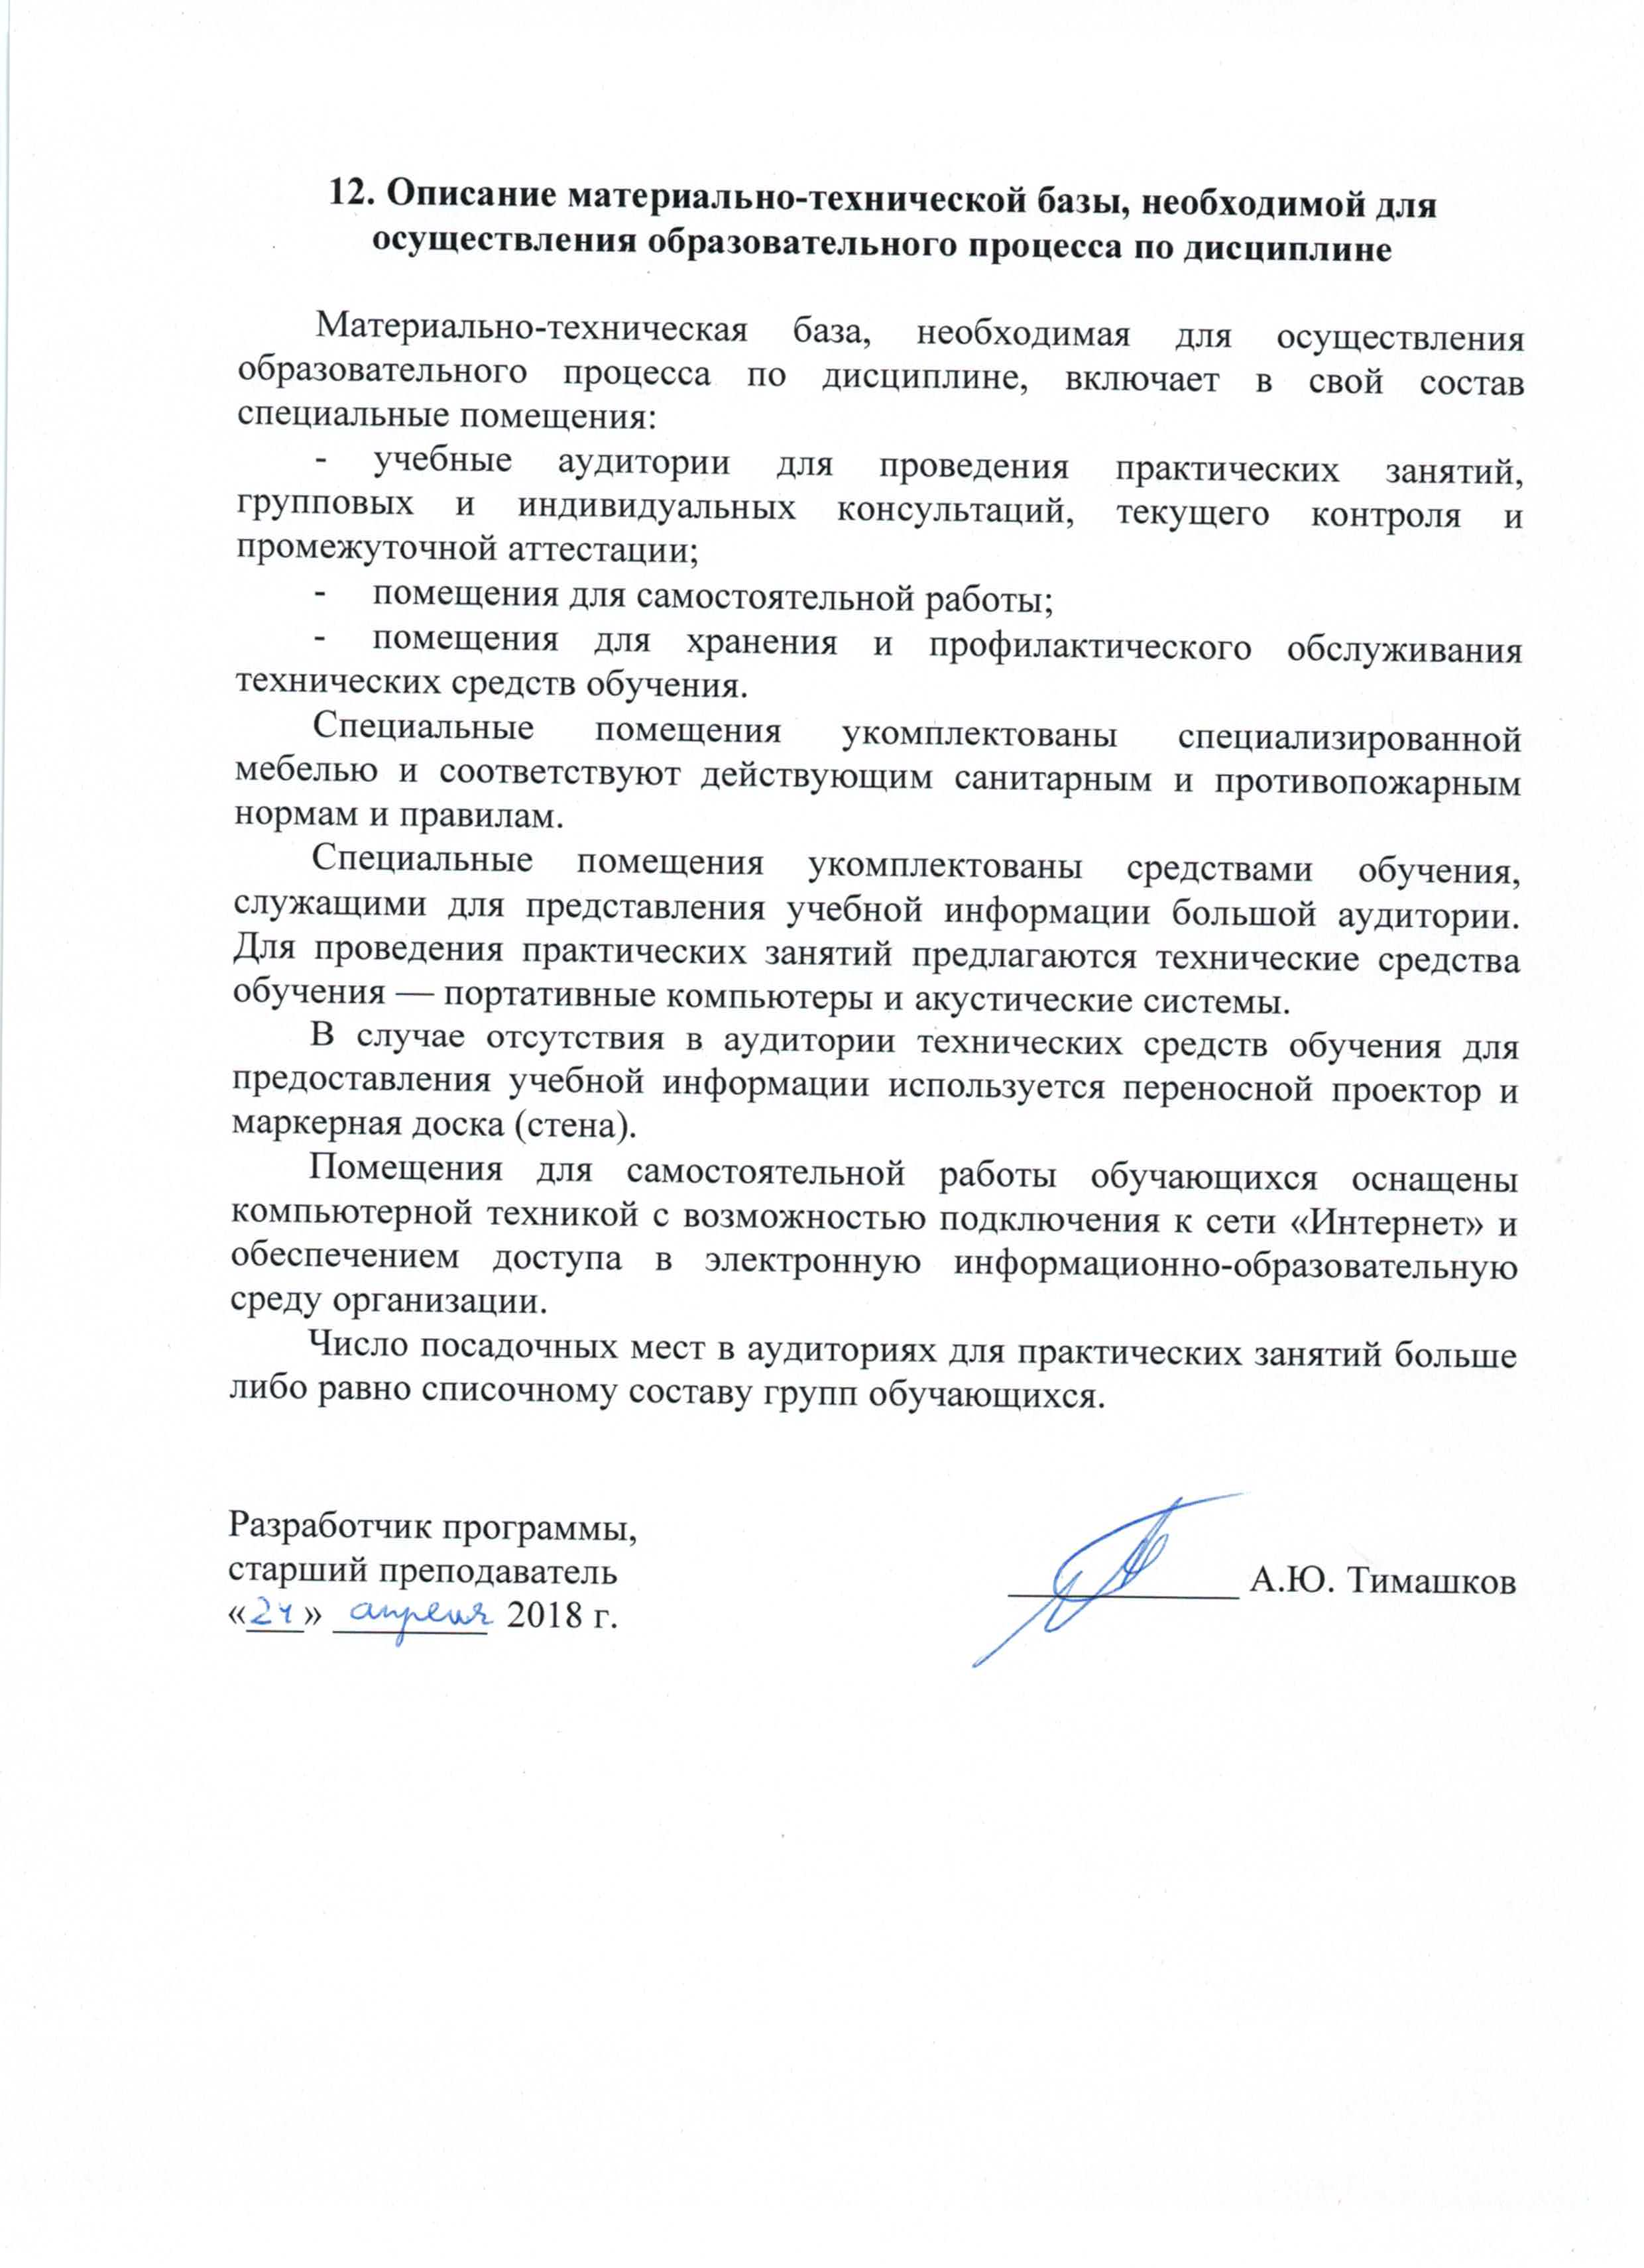 12. Описание материально-технической базы, необходимой для
осуществления образовательного процесса по дисциплине
Материально-техническая база, необходимая для осуществления
образовательного процесса по дисциплине, включает в свой состав
специальные помещения:
- учебные аудитории для проведения практических занятий,
групповых и индивидуальных консультаций, текущего контроля и
промежуточной аттестации;
- помещения для самостоятельной работы;
- помещения для хранения и профилактического обслуживания
технических средств обучения.
Специальные помещения укомплектованы специализированной
мебелью и соответствуют действующим санитарным и противопожарным
нормам и правилам.
Специальные помещения укомплектованы средствами обучения,
служащими для представления учебной информации большой аудитории.
Для проведения практических занятий предлагаются технические средства
обучения — портативные компьютеры и акустические системы.
В случае отсутствия в аудитории технических средств обучения для
предоставления учебной информации используется переносной проектор и
маркерная доска (стена).
Помещения для самостоятельной работы обучающихся оснащены
компьютерной техникой с возможностью подключения к сети «Интернет» и
обеспечением доступа в электронную информационно-образовательную
среду организации.
Число посадочных мест в аудиториях для практических занятий больше
либо равно списочному составу групп обучающихся.
Разработчик программы,
старший преподаватель
А.Ю. Тимашков
«24» апреля 2018 г.